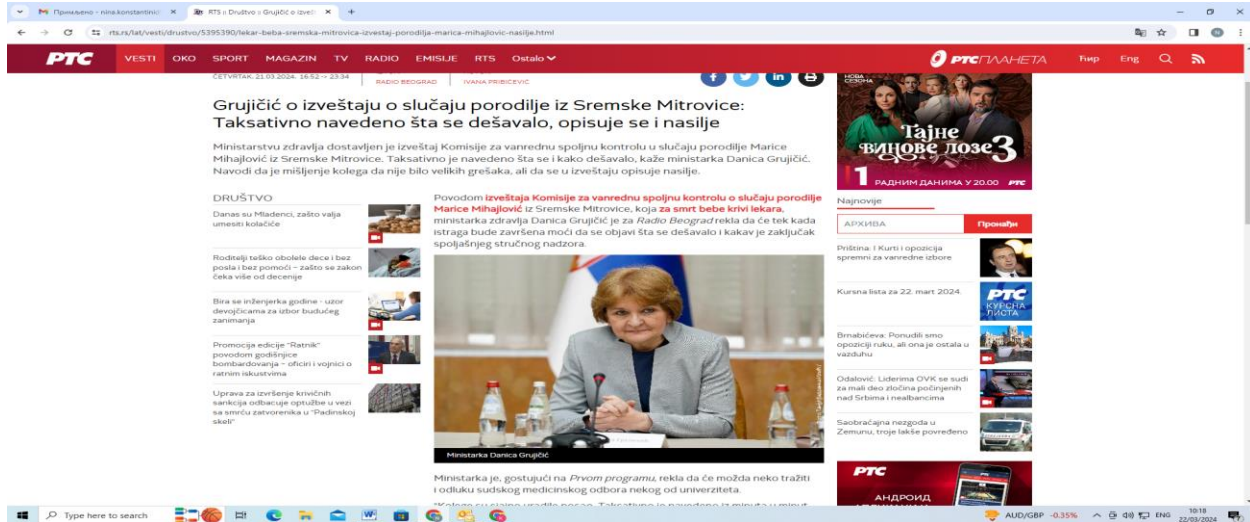 Примљено - nina.konstantinic
RTS :: Društvo :: Grujičić o izvešt
rts.rs/lat/vesti/drustvo/5395390/lekar-beba-sremska-mitrovica-izvestaj-porodilja-marica-mihajlovic-nasilje.html
РТС VESTI OKO SPORT MAGAZIN TV RADIO EMISIJE RTS Ostalo
РТС ПЛАНЕТА Ћир Eng
ČETVRTAK, 21.03.2024, 16:52 -> 23:34
RADIO BEOGRAD
IVANA PRIBIĆEVIĆ
Grujičić o izveštaju o slučaju porodilje iz Sremske Mitrovice:
Taksativno navedeno šta se dešavalo, opisuje se i nasilje
Ministarstvu zdravlja dostavljen je izveštaj Komisije za vanrednu spoljnu kontrolu u slučaju porodilje Marice
Mihajlović iz Sremske Mitrovice. Taksativno je navedeno šta se i kako dešavalo, kaže ministarka Danica Grujičić.
Navodi da je mišljenje kolega da nije bilo velikih grešaka, ali da se u izveštaju opisuje nasilje.
DRUŠTVO
Danas su Mladenci, zašto valja
umesiti kolačiće
Roditelji teško obolele dece i bez
posla i bez pomoći – zašto se zakon
čeka više od decenije
Bira se inženjerka godine - uzor
devojčicama za izbor budućeg
zanimanja
Promocija edicije "Ratnik"
povodom godišnjice
bombardovanja – oficiri i vojnici o
ratnim iskustvima
Uprava za izvršenje krivičnih
sankcija odbacuje optužbe u vezi
sa smrću zatvorenika u "Padinskoj
skeli"
Povodom izveštaja Komisije za vanrednu spoljnu kontrolu o slučaju porodilje
Marice Mihajlović iz Sremske Mitrovice, koja za smrt bebe krivi lekara,
ministarka zdravlja Danica Grujičić je za Radio Beograd rekla da će tek kada
istraga bude završena moći da se objavi šta se dešavalo i kakav je zaključak
spoljašnjeg stručnog nadzora.
Ministarka Danica Grujičić
Ministarka je, gostujući na Prvom programu, rekla da će možda neko tražiti
i odluku sudskog medicinskog odbora nekog od univerziteta.
"Kolege su sjajno uradile posao. Taksativno je navedeno iz minuta u minut
НОВА
СЕЗОНА
Тајне
винове лозе 3
1 РАДНИМ ДАНИМА У 20.00 РТС
Najnovije
АРХИВА Пронађи
Priština: I Kurti i opozicija
spremni za vanredne izbore
Kursna lista za 22. mart 2024.
РТС
КУРСНА
ЛИСТА
Brnabićeva: Ponudili smo
opoziciji ruku, ali ona je ostala u
vazduhu
Odalović: Liderima OVK se sudi
za mali deo zločina počinjenih
nad Srbima i nealbancima
Saobraćajna nezgoda u
Zemunu, troje lakše povređeno
РТС
АНДРОИД
Type here to search
AUD/GBP -0.35%
ENG
10:18
22/03/2024